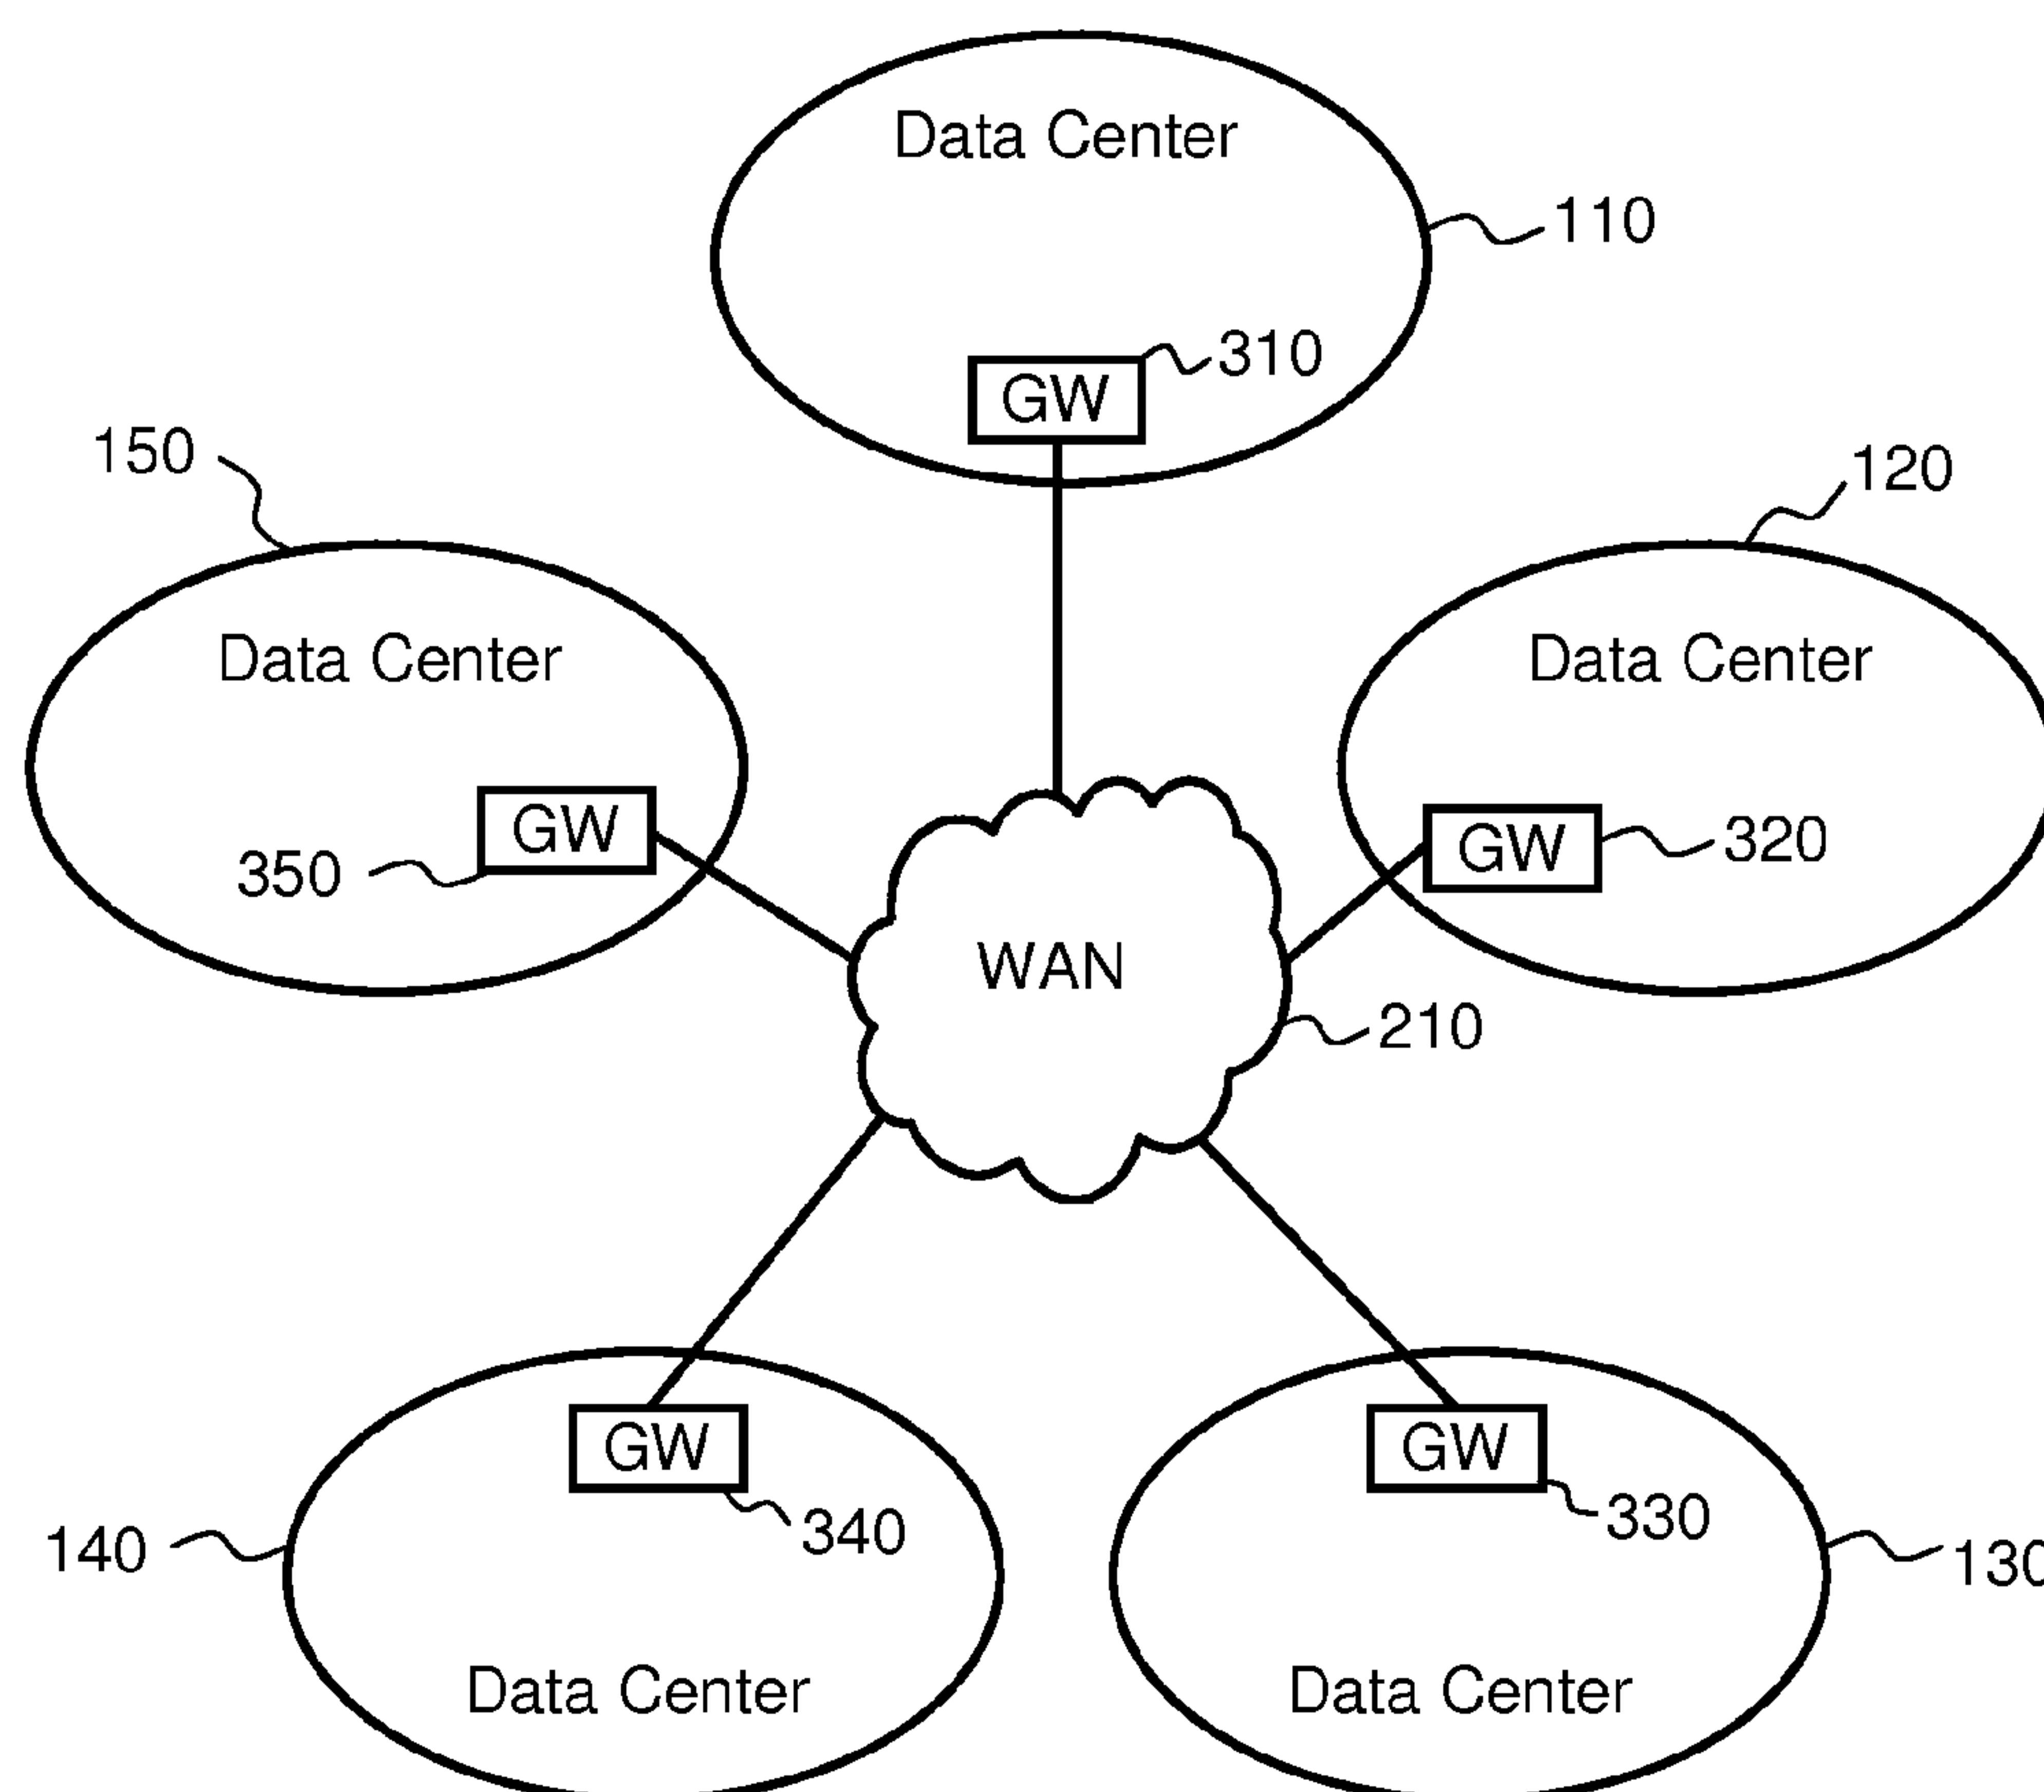 Data Center
110
310
GW
150
120
Data Center
Data Center
GW
350
GW
320
WAN
210
GW
340
GW
330
140
130
Data Center
Data Center